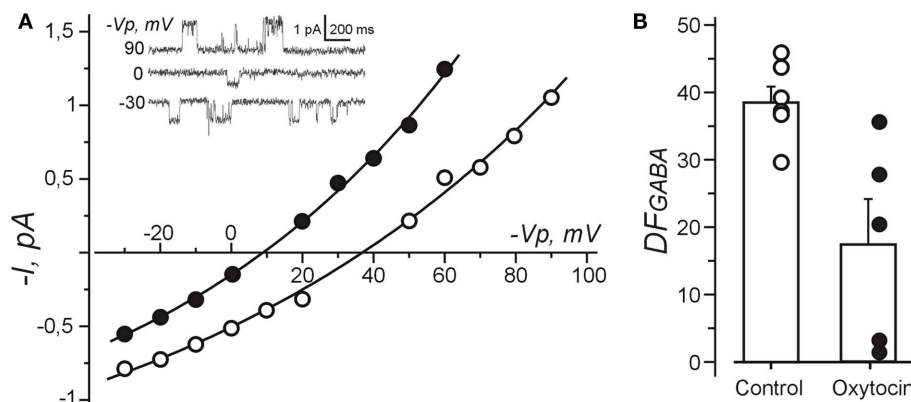 A
B
-Vp, mV
90
0
-30
1 pA
200 ms
1,5
1
0,5
-0,5
-1
-I, pA
-20
0
20
40
60
80
100
-Vp, mV
50
40
30
20
10
0
DFGABA
Control
Oxytocin